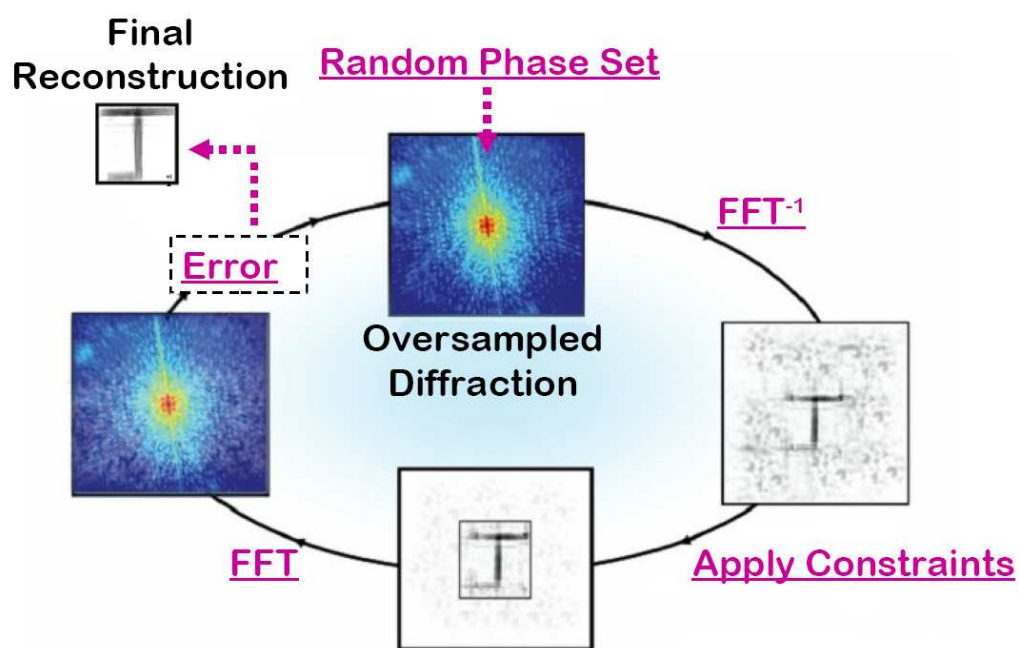 Final
Reconstruction
Random Phase Set
FFT⁻¹
Error
Oversampled
Diffraction
FFT
Apply Constraints